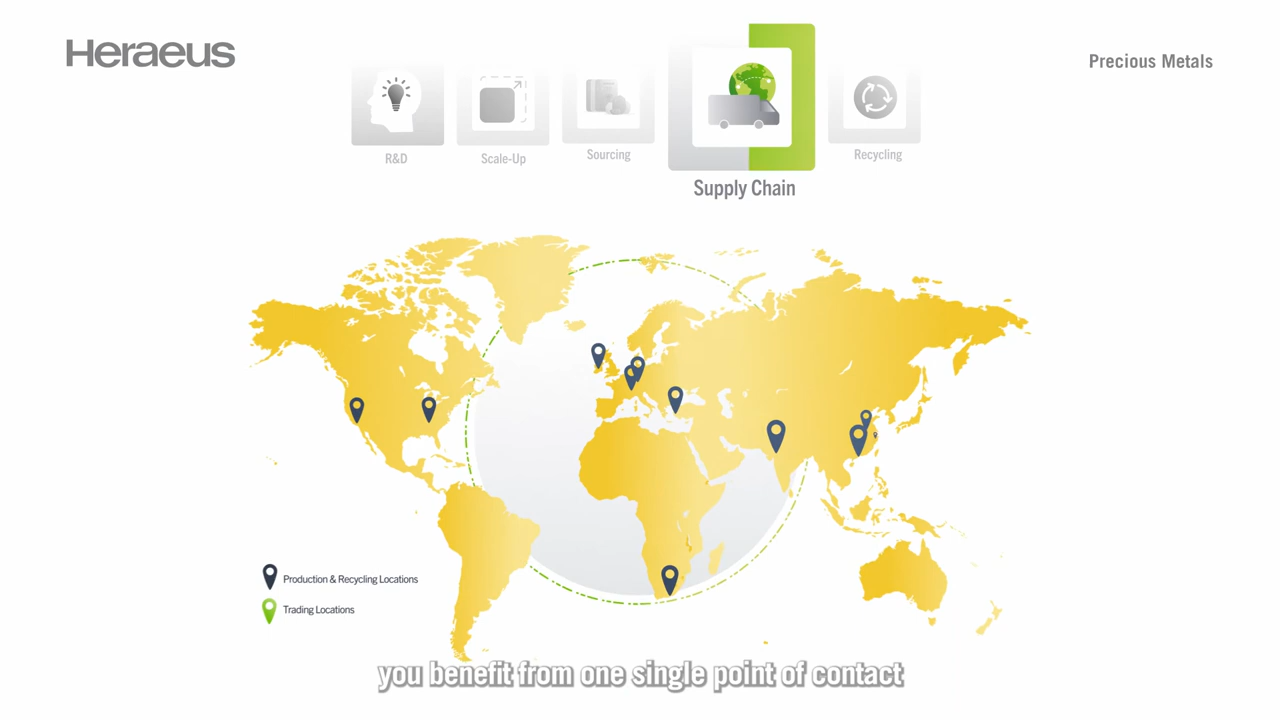 Heraeus
Precious Metals
R&D
Scale-Up
Sourcing
Supply Chain
Recycling
Production & Recycling Locations
Trading Locations
you benefit from one single point of contact